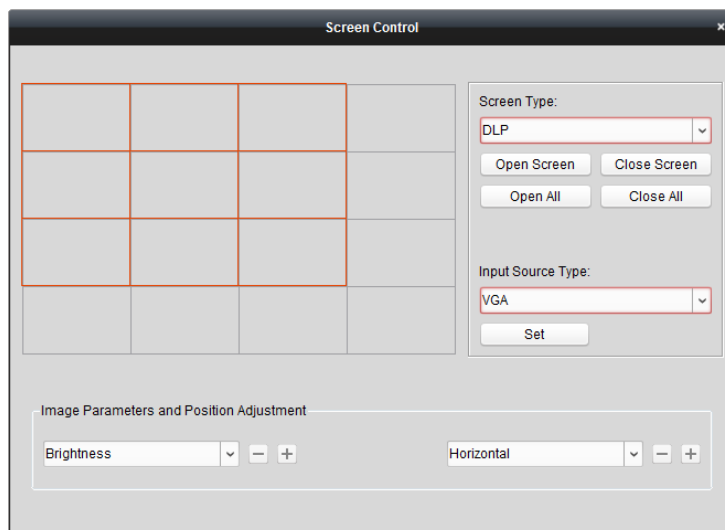 Screen Control
Screen Type:
DLP
Open Screen Close Screen
Open All Close All
Input Source Type:
VGA
Set
Image Parameters and Position Adjustment
Brightness Horizontal